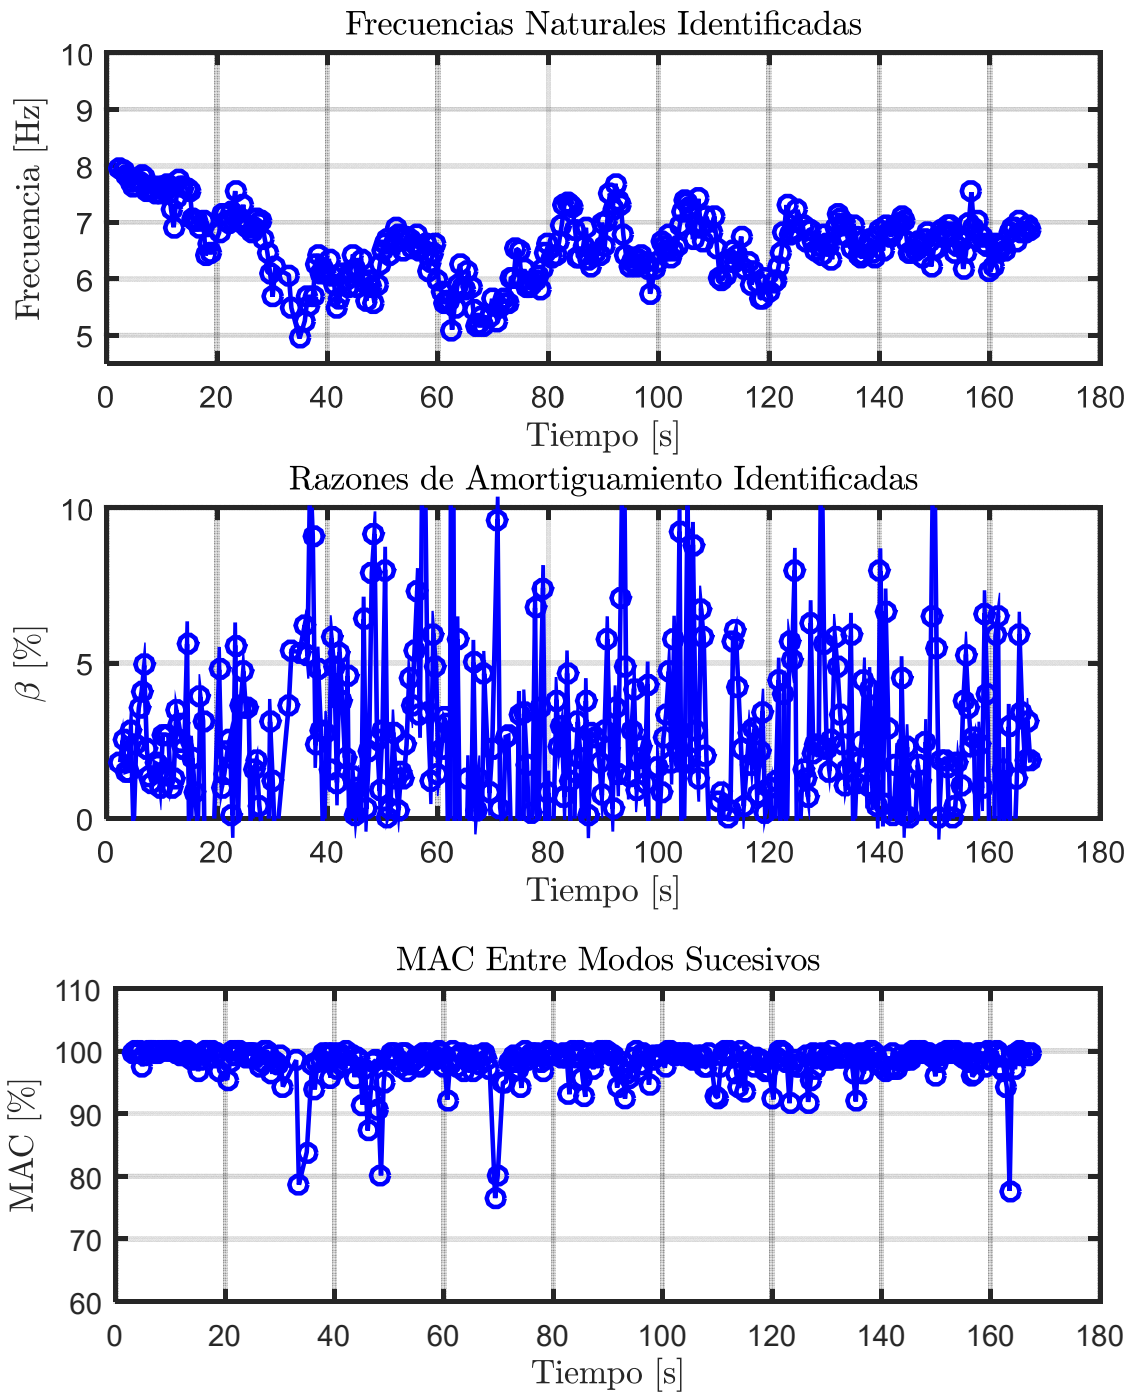 Frecuencias Naturales Identificadas
10
9
8
7
6
5
Frecuencia [Hz]
0 20 40 60 80 100 120 140 160 180
Tiempo [s]
Razones de Amortiguamiento Identificadas
10
5
0
β [%]
0 20 40 60 80 100 120 140 160 180
Tiempo [s]
MAC Entre Modos Sucesivos
110
100
90
80
70
60
MAC [%]
0 20 40 60 80 100 120 140 160 180
Tiempo [s]